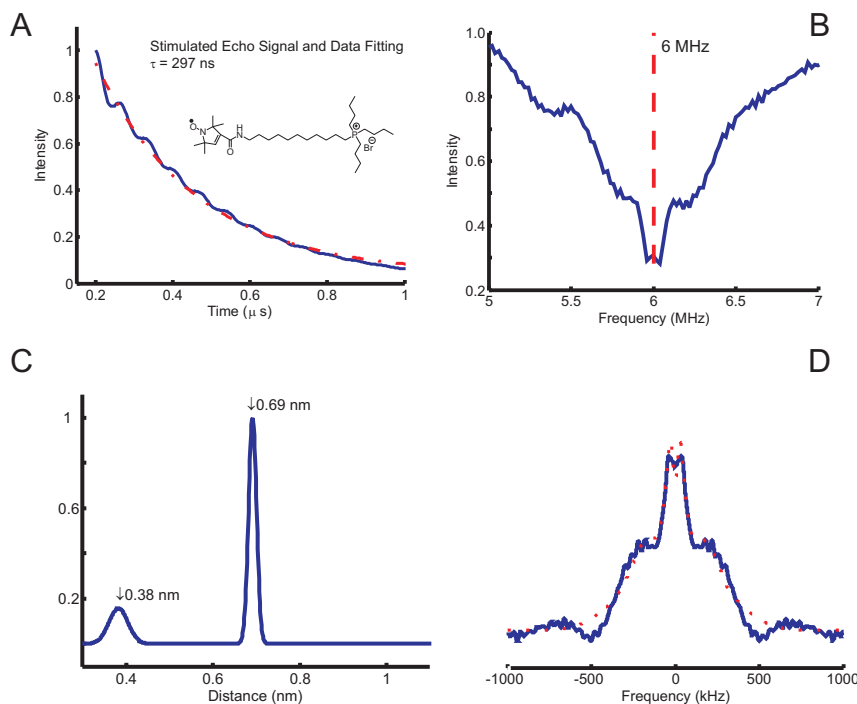 A
Stimulated Echo Signal and Data Fitting
τ = 297 ns
•O
N
H
N
O
P
⊕
Br
⊖
Intensity
1
0.8
0.6
0.4
0.2
0
0.2
0.4
0.6
0.8
1
Time (μ s)
B
6 MHz
Intensity
1.0
0.8
0.6
0.4
0.2
5
5.5
6
6.5
7
Frequency (MHz)
C
↓0.69 nm
↓0.38 nm
1
0.6
0.2
0.4
0.6
0.8
1
Distance (nm)
D
-1000
-500
0
500
1000
Frequency (kHz)